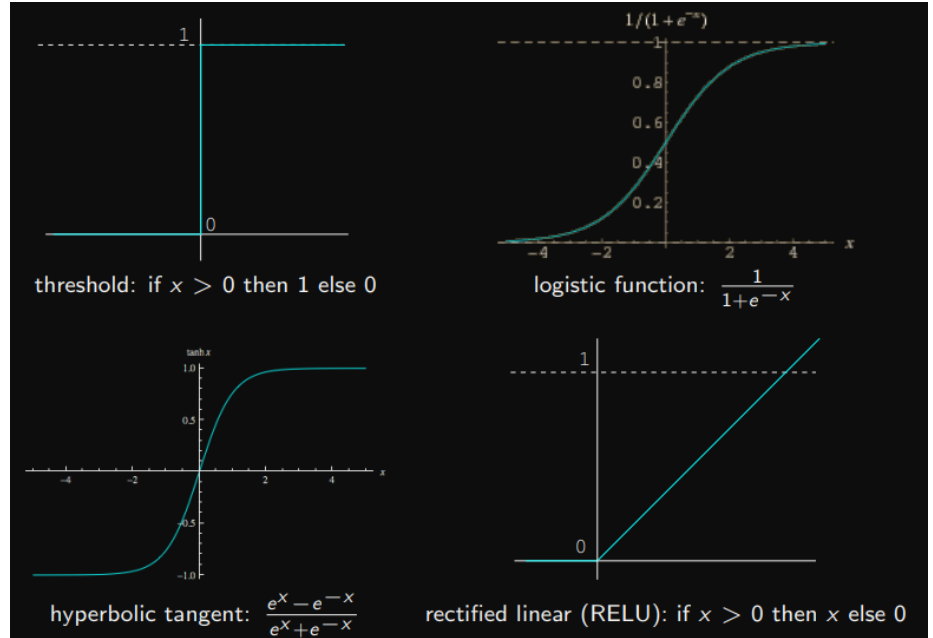 1
0
threshold: if x > 0 then 1 else 0
1/(1+e^{-x})
1
0.8
0.6
0.4
0.2
-4 -2 2 4 x
logistic function: \frac{1}{1+e^{-x}}
tanh x
1.0
0.5
-4 -2 2 4 x
-0.5
-1.0
hyperbolic tangent: \frac{e^x-e^{-x}}{e^x+e^{-x}}
1
0
rectified linear (RELU): if x > 0 then x else 0